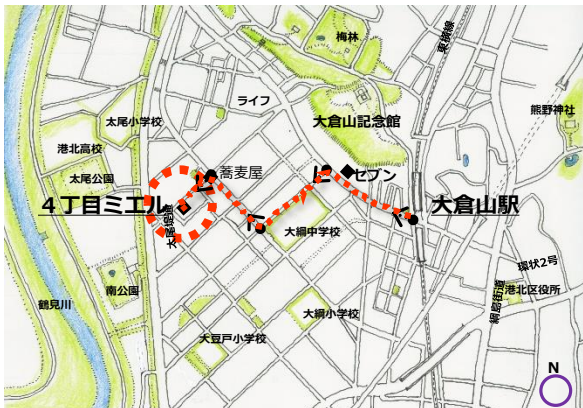 梅林
東横線
ライフ
大倉山記念館
熊野神社
太尾小学校
港北高校
太尾公園
蕎麦屋
セブン
4丁目ミエル
太尾堤道
大倉山駅
大綱中学校
環状2号
綱島街道
港北区役所
南公園
鶴見川
大綱小学校
大豆戸小学校
N